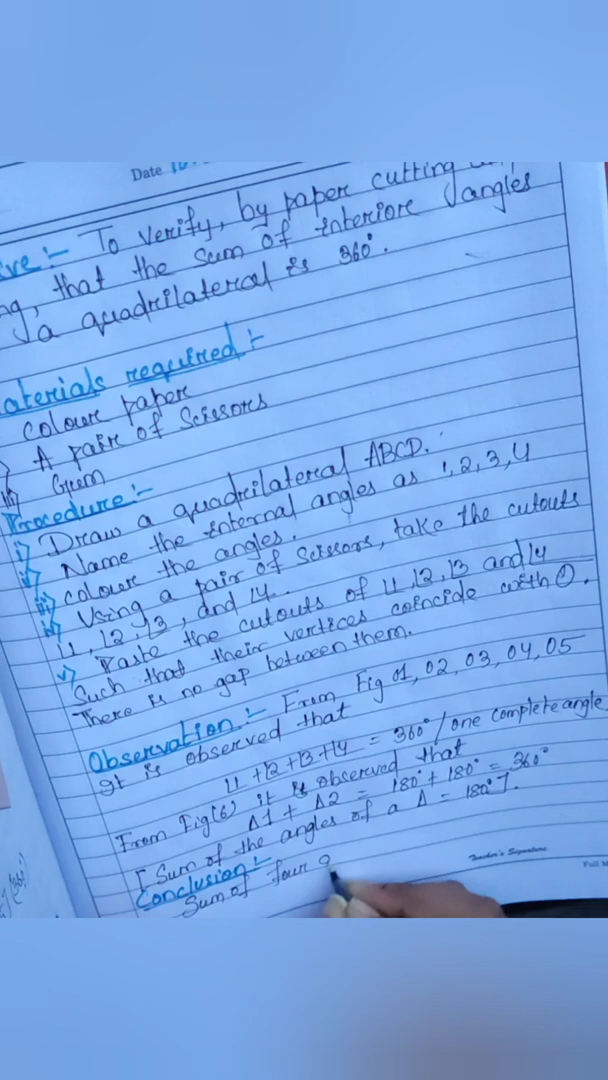 Date 10.
ive:- To verify, by paper cutting
ng, that the sum of interiore angles
a quadrilateral is 360°.
aterials required:-
colour paper
A pair of Scissors
iii) Gum
Procedure:-
i) Draw a quadrilateral ABCD.
ii) Name the internal angles as 1, 2, 3, 4
iii) colour the angles.
iv) Using a pair of Scissors, take the cutouts
∠1, ∠2, ∠3, and ∠4.
v) Paste the cutouts of ∠1, ∠2, ∠3 and ∠4
Such that their vertices coincide with O.
There is no gap between them.
Observation:- From Fig 01, 02, 03, 04, 05
It is observed that
∠1 + ∠2 + ∠3 + ∠4 = 360° / one complete angle
From Fig(6) it is observed that
Δ1 + Δ2 = 180° + 180° = 360°
[Sum of the angles of a Δ = 180°].
Conclusion:-
Sum of four
Teacher's Signature